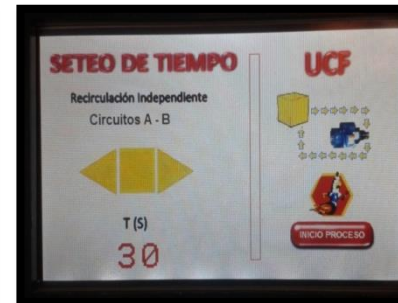 SETEO DE TIEMPO
Recirculación Independiente
Circuitos A - B
T (S)
30
UCF
INICIO PROCESO